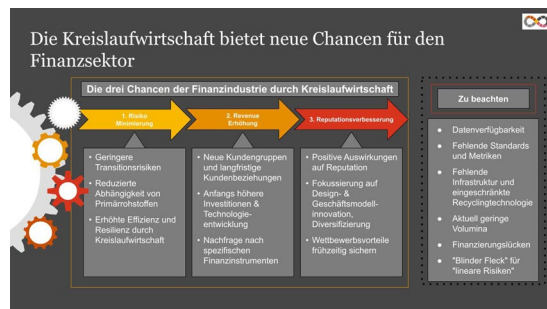 Die Kreislaufwirtschaft bietet neue Chancen für den
Finanzsektor
Die drei Chancen der Finanzindustrie durch Kreislaufwirtschaft
1. Risiko
Minimierung
2. Revenue
Erhöhung
3. Reputationsverbesserung
• Geringere
Transitionsrisiken
• Reduzierte
Abhängigkeit von
Primärrohstoffen
• Erhöhte Effizienz und
Resilienz durch
Kreislaufwirtschaft
• Neue Kundengruppen
und langfristige
Kundenbeziehungen
• Anfangs höhere
Investitionen &
Technologie-
entwicklung
• Nachfrage nach
spezifischen
Finanzinstrumenten
• Positive Auswirkungen
auf Reputation
• Fokussierung auf
Design- &
Geschäftsmodell-
innovation,
Diversifizierung
• Wettbewerbsvorteile
frühzeitig sichern
Zu beachten
● Datenverfügbarkeit
● Fehlende Standards
und Metriken
● Fehlende
Infrastruktur und
eingeschränkte
Recyclingtechnologie
● Aktuell geringe
Volumina
● Finanzierungslücken
● "Blinder Fleck" für
"lineare Risiken"